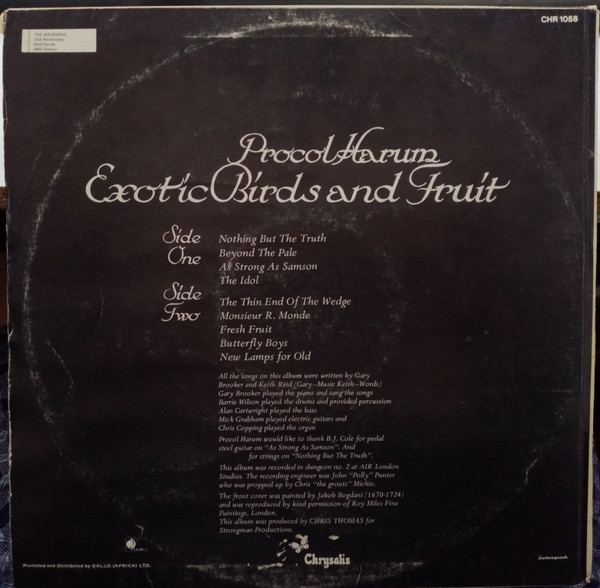 CHR 1058
Procol Harum
Exotic Birds and Fruit
Side
One
Nothing But The Truth
Beyond The Pale
As Strong As Samson
The Idol
Side
Two
The Thin End Of The Wedge
Monsieur R. Monde
Fresh Fruit
Butterfly Boys
New Lamps for Old
All the songs on this album were written by Gary
Brooker and Keith Reid (Gary—Music Keith—Words)
Gary Brooker played the piano and sang the songs
Barrie Wilson played the drums and provided percussion
Alan Cartwright played the bass
Mick Grabham played electric guitars and
Chris Copping played the organ
Procol Harum would like to thank B.J. Cole for pedal
steel guitar on "As Strong As Samson". And
for strings on "Nothing But The Truth".
This album was recorded in dungeon no. 2 at AIR London
Studios. The recording engineer was John "Polly" Punter
who was propped up by Chris "the grouts" Michie.
The front cover was painted by Jakob Bogdani (1670-1724)
and was reproduced by kind permission of Roy Miles Fine
Paintings, London.
This album was produced by CHRIS THOMAS for
Strongman Productions.
Chrysalis
Promoted and Distributed by GALLO (AFRICA) LTD.